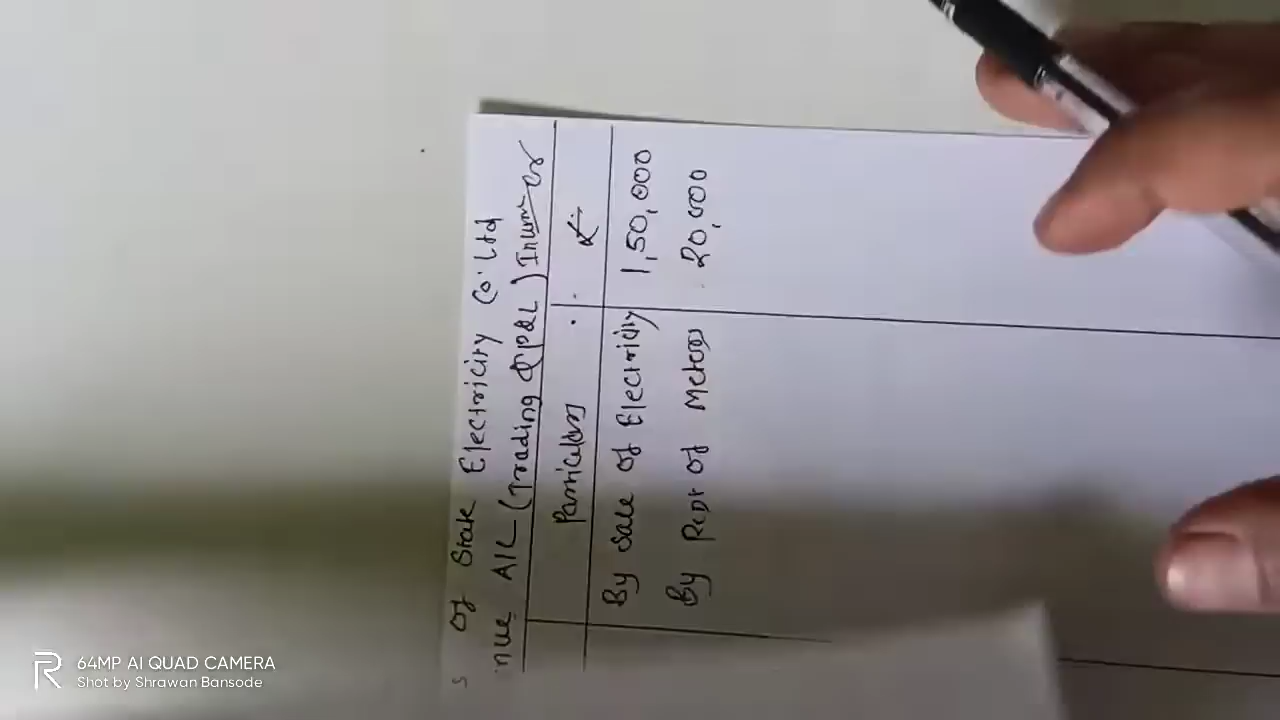 s of State Electricity Co. Ltd
nue A/c (Trading & P&L) Income Cr
Particulars
By Sale of Electricity 1,50,000
By Rent of Meters 20,000
64MP AI QUAD CAMERA
Shot by Shrawan Bansode